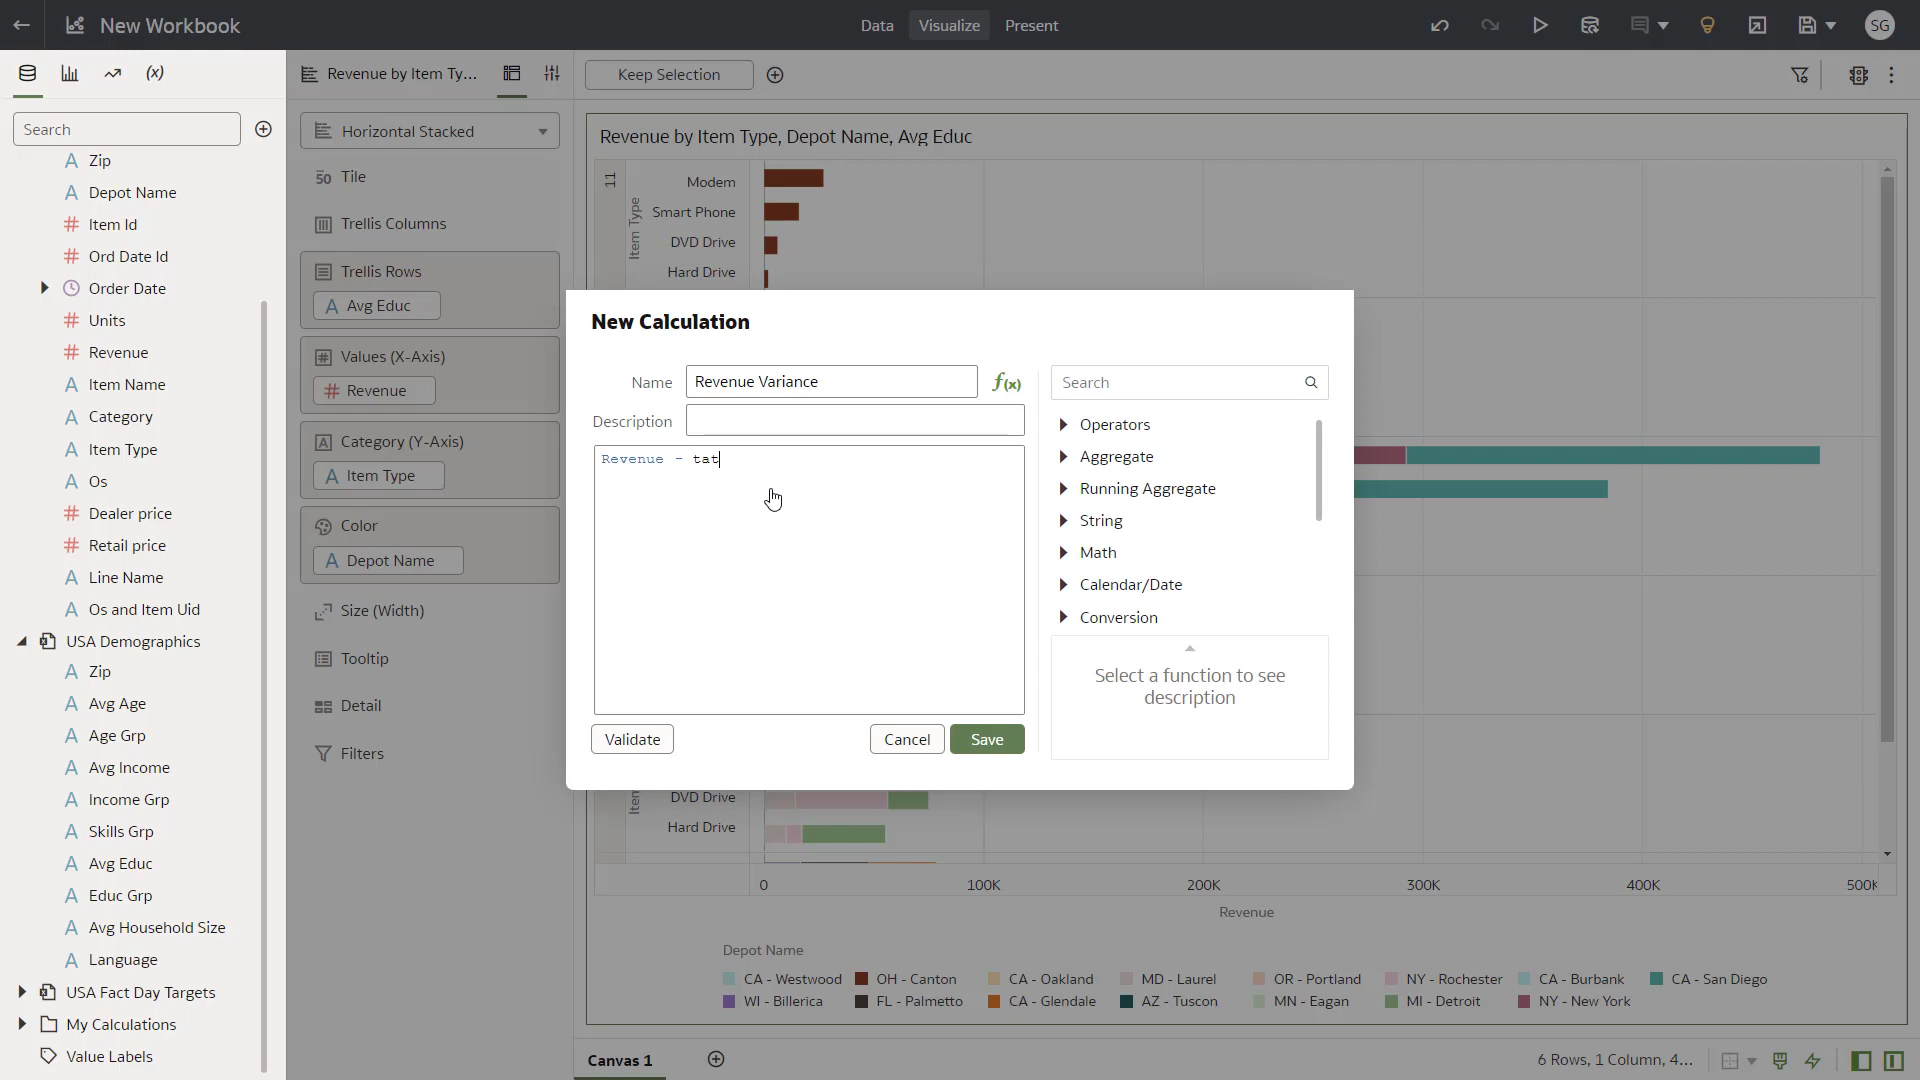 New Workbook
Data
Visualize
Present
SG
(x)
Search
Zip
Depot Name
Item Id
Ord Date Id
Order Date
Units
Revenue
Item Name
Category
Item Type
Os
Dealer price
Retail price
Line Name
Os and Item Uid
USA Demographics
Zip
Avg Age
Age Grp
Avg Income
Income Grp
Skills Grp
Avg Educ
Educ Grp
Avg Household Size
Language
USA Fact Day Targets
My Calculations
Value Labels
Revenue by Item Ty...
Horizontal Stacked
50 Tile
Trellis Columns
Trellis Rows
Avg Educ
Values (X-Axis)
# Revenue
Category (Y-Axis)
Item Type
Color
Depot Name
Size (Width)
Tooltip
Detail
Filters
Keep Selection
Revenue by Item Type, Depot Name, Avg Educ
11
Item Type
Modem
Smart Phone
DVD Drive
Hard Drive
New Calculation
Name
Revenue Variance
f(x)
Description
Revenue - tat
Validate
Cancel
Save
Search
Operators
Aggregate
Running Aggregate
String
Math
Calendar/Date
Conversion
Select a function to see
description
Item
DVD Drive
Hard Drive
0
100K
200K
300K
400K
500K
Revenue
Depot Name
CA - Westwood
OH - Canton
CA - Oakland
MD - Laurel
OR - Portland
NY - Rochester
CA - Burbank
CA - San Diego
WI - Billerica
FL - Palmetto
CA - Glendale
AZ - Tuscon
MN - Eagan
MI - Detroit
NY - New York
Canvas 1
6 Rows, 1 Column, 4...